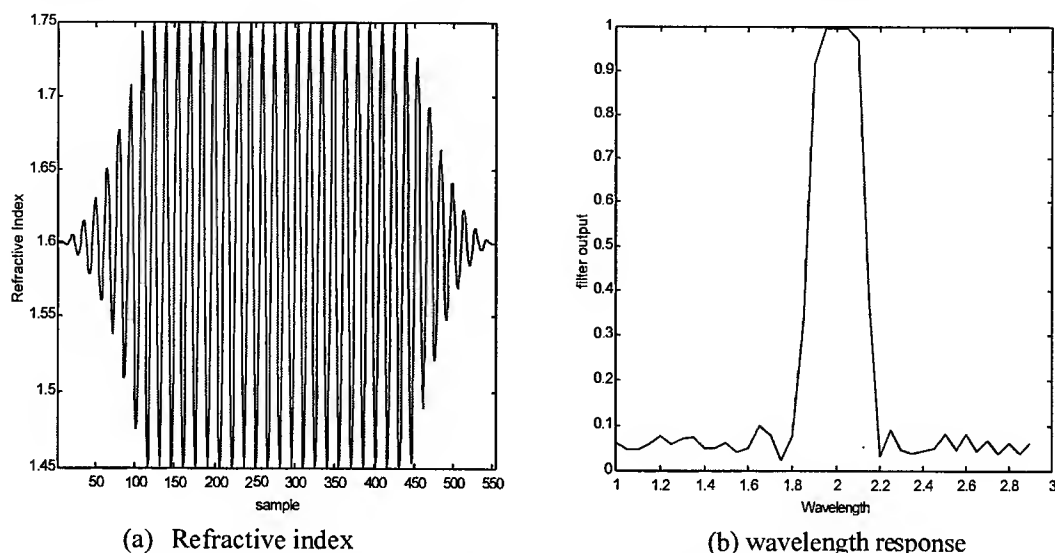 1.75
1.7
1.65
1.6
1.55
1.5
1.45
Refractive Index
50 100 150 200 250 300 350 400 450 500 550
sample
(a) Refractive index
1
0.9
0.8
0.7
0.6
0.5
0.4
0.3
0.2
0.1
0
filter output
1 1.2 1.4 1.6 1.8 2 2.2 2.4 2.6 2.8 3
Wavelength
(b) wavelength response